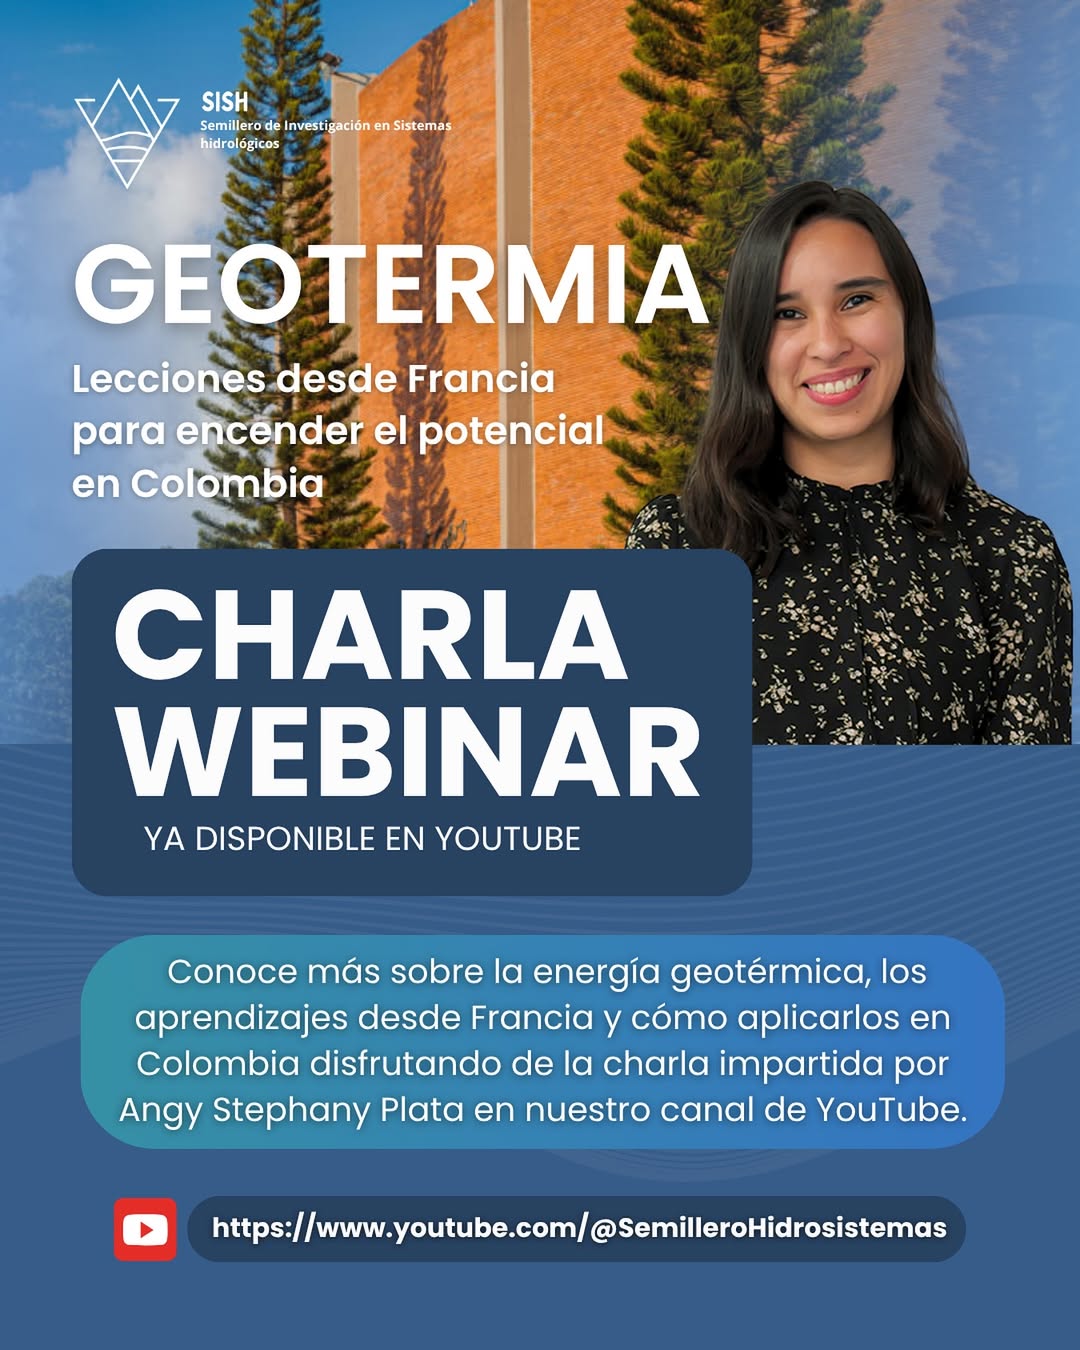 SISH
Semillero de Investigación en Sistemas
hidrológicos
GEOTERMIA
Lecciones desde Francia
para encender el potencial
en Colombia
CHARLA
WEBINAR
YA DISPONIBLE EN YOUTUBE
Conoce más sobre la energía geotérmica, los
aprendizajes desde Francia y cómo aplicarlos en
Colombia disfrutando de la charla impartida por
Angy Stephany Plata en nuestro canal de YouTube.
https://www.youtube.com/@SemilleroHidrosistemas